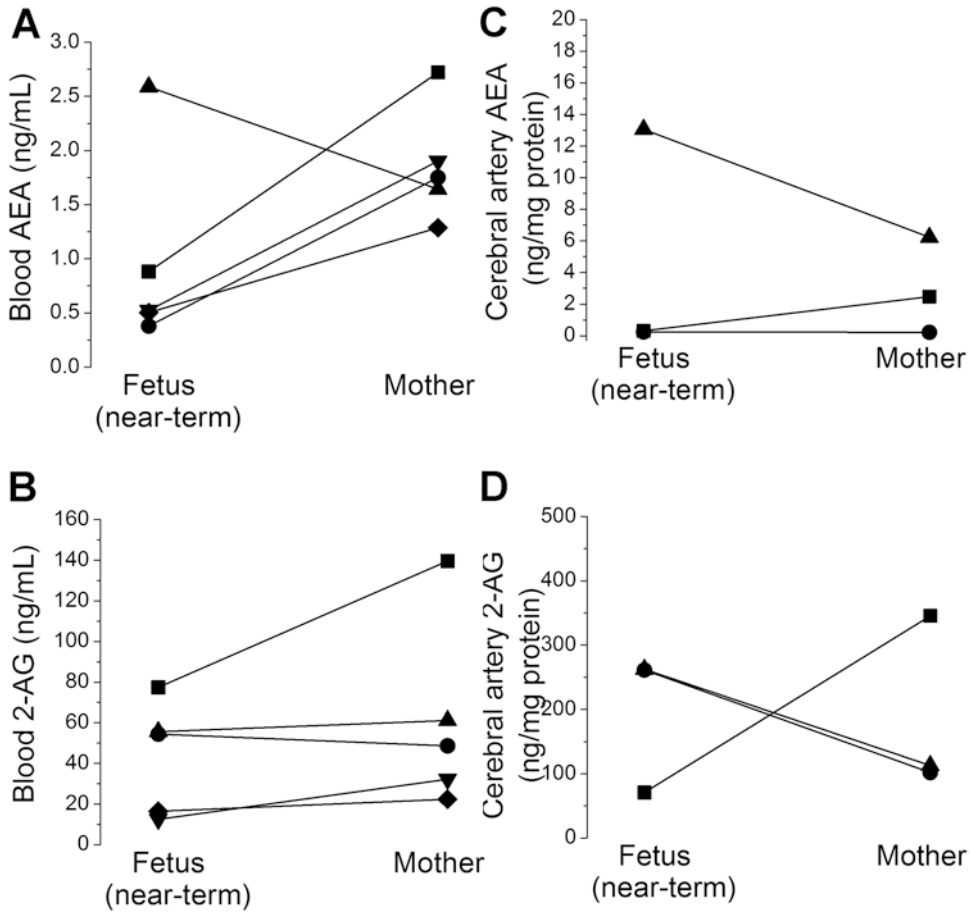 A
Blood AEA (ng/mL)
3.0
2.5
2.0
1.5
1.0
0.5
0.0
Fetus
(near-term)
Mother
C
Cerebral artery AEA
(ng/mg protein)
20
18
16
14
12
10
8
6
4
2
0
Fetus
(near-term)
Mother
B
Blood 2-AG (ng/mL)
160
140
120
100
80
60
40
20
0
Fetus
(near-term)
Mother
D
Cerebral artery 2-AG
(ng/mg protein)
500
400
300
200
100
0
Fetus
(near-term)
Mother